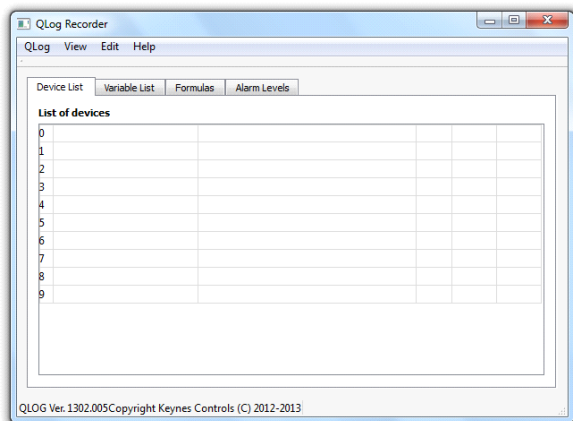 QLog Recorder
QLog View Edit Help
Device List Variable List Formulas Alarm Levels
List of devices
0
1
2
3
4
5
6
7
8
9
QLOG Ver. 1302.005Copyright Keynes Controls (C) 2012-2013